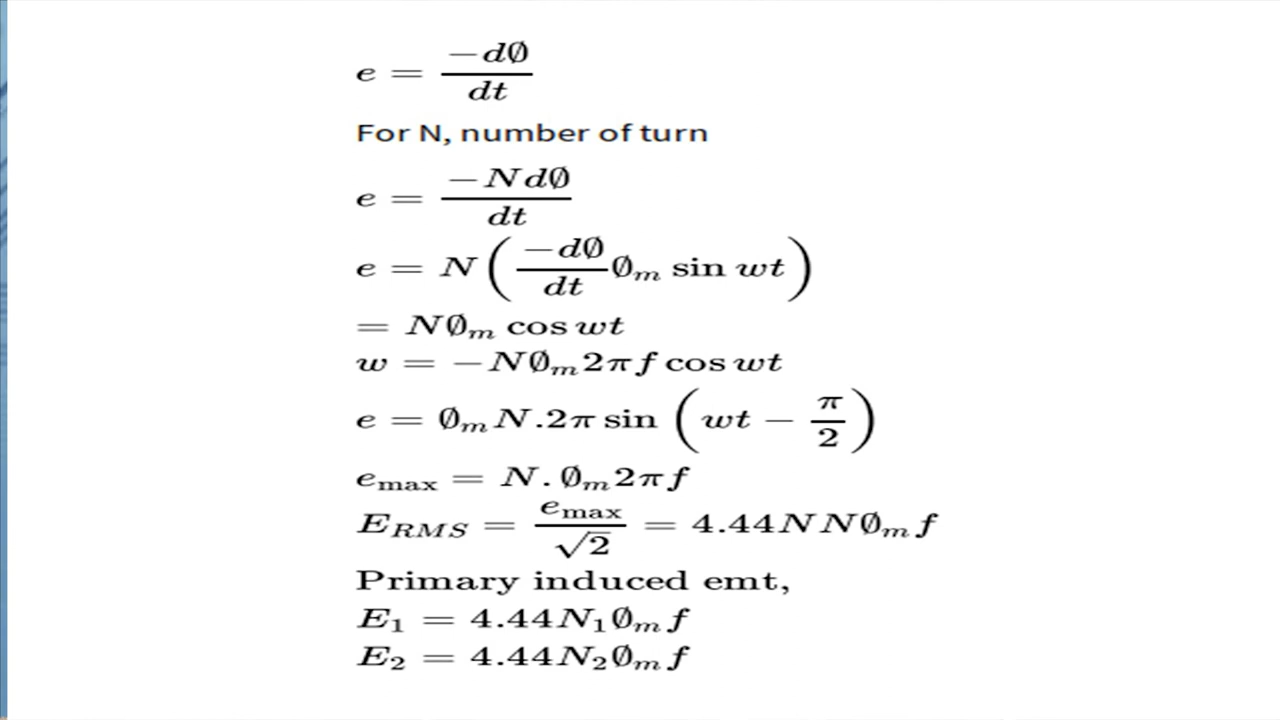 e = −dØ/dt
For N, number of turn
e = −NdØ/dt
e = N(−dØ/dt Øₘ sin wt)
= NØₘ cos wt
w = −NØₘ2πf cos wt
e = ØₘN.2π sin (wt − π/2)
eₘₐₓ = N.Øₘ2πf
E_RMS = eₘₐₓ/√2 = 4.44NNØₘf
Primary induced emt,
E₁ = 4.44N₁Øₘf
E₂ = 4.44N₂Øₘf